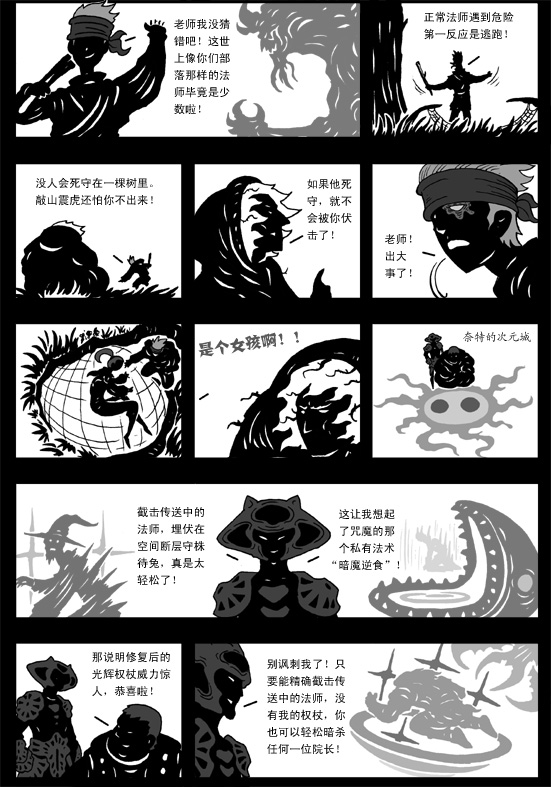 老师我没猜
错吧！这世
上像你们部
落那样的法
师毕竟是少
数啦！
正常法师遇到危险
第一反应是逃跑！
没人会死守在一棵树里。
敲山震虎还怕你不出来！
如果他死
守，就不
会被你伏
击了！
老师！
出大
事了！
是个女孩啊！！
奈特的次元城
截击传送中的
法师，埋伏在
空间断层守株
待兔，真是太
轻松了！
这让我想起
了咒魔的那
个私有法术
“暗魔逆食”！
那说明修复后的
光辉权杖威力惊
人，恭喜啦！
别讽刺我了！只
要能精确截击传
送中的法师，没
有我的权杖，你
也可以轻松暗杀
任何一位院长！